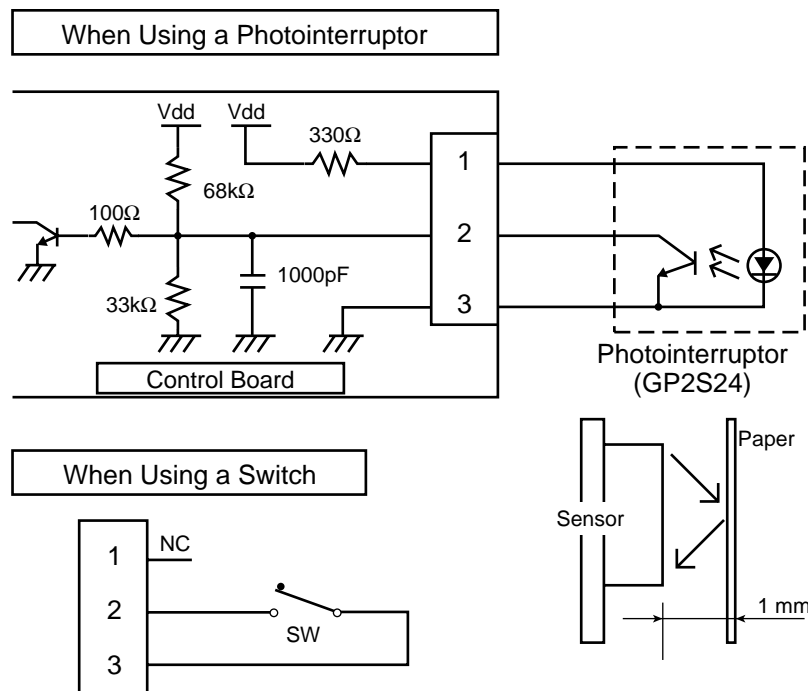 When Using a Photointerruptor
Vdd
Vdd
330Ω
68kΩ
100Ω
33kΩ
1000pF
1
2
3
Control Board
Photointerruptor
(GP2S24)
When Using a Switch
1
NC
2
SW
3
Paper
Sensor
1 mm